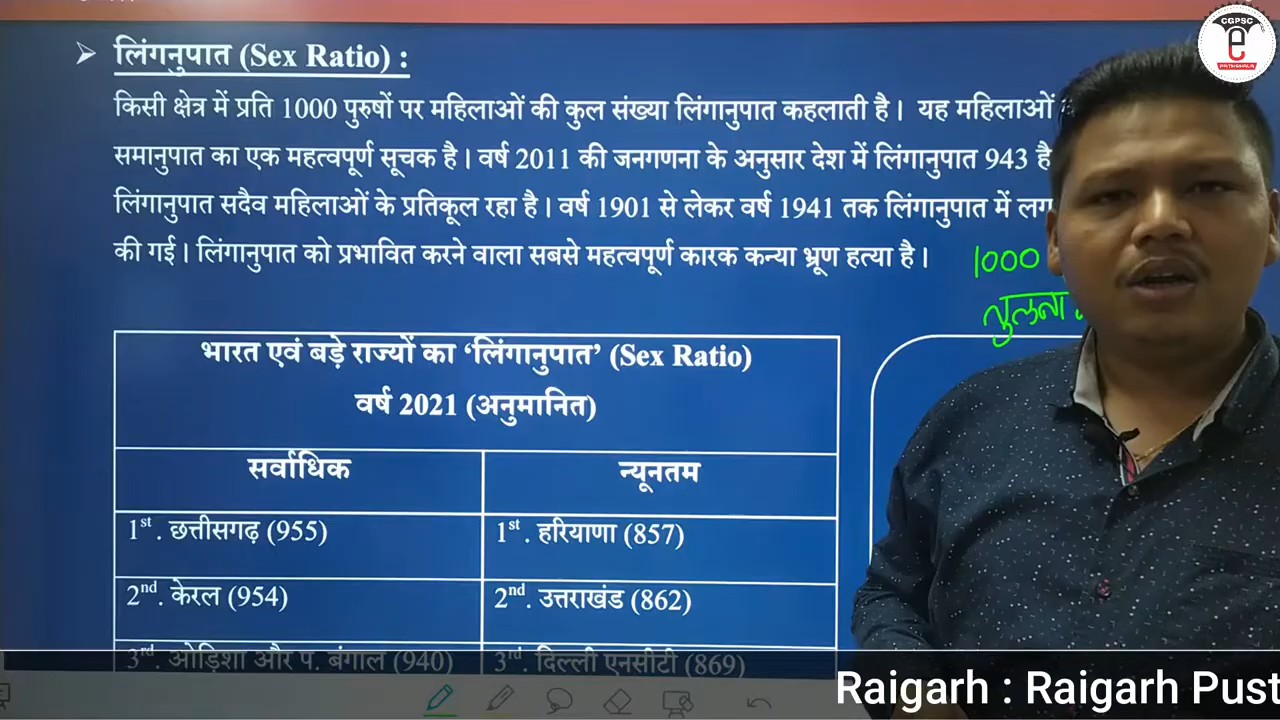 CGPSC
e
PATHSHALA
➤ लिंगनुपात (Sex Ratio) :
किसी क्षेत्र में प्रति 1000 पुरुषों पर महिलाओं की कुल संख्या लिंगानुपात कहलाती है। यह महिलाओं
समानुपात का एक महत्वपूर्ण सूचक है। वर्ष 2011 की जनगणना के अनुसार देश में लिंगानुपात 943 है
लिंगानुपात सदैव महिलाओं के प्रतिकूल रहा है। वर्ष 1901 से लेकर वर्ष 1941 तक लिंगानुपात में लग
की गई। लिंगानुपात को प्रभावित करने वाला सबसे महत्वपूर्ण कारक कन्या भ्रूण हत्या है।
1000
तुलना
भारत एवं बड़े राज्यों का ‘लिंगानुपात’ (Sex Ratio)
वर्ष 2021 (अनुमानित)
सर्वाधिक न्यूनतम
1st. छत्तीसगढ़ (955) 1st. हरियाणा (857)
2nd. केरल (954) 2nd. उत्तराखंड (862)
3rd. ओड़िशा और प. बंगाल (940) 3rd. दिल्ली एनसीटी (869)
Raigarh : Raigarh Pust